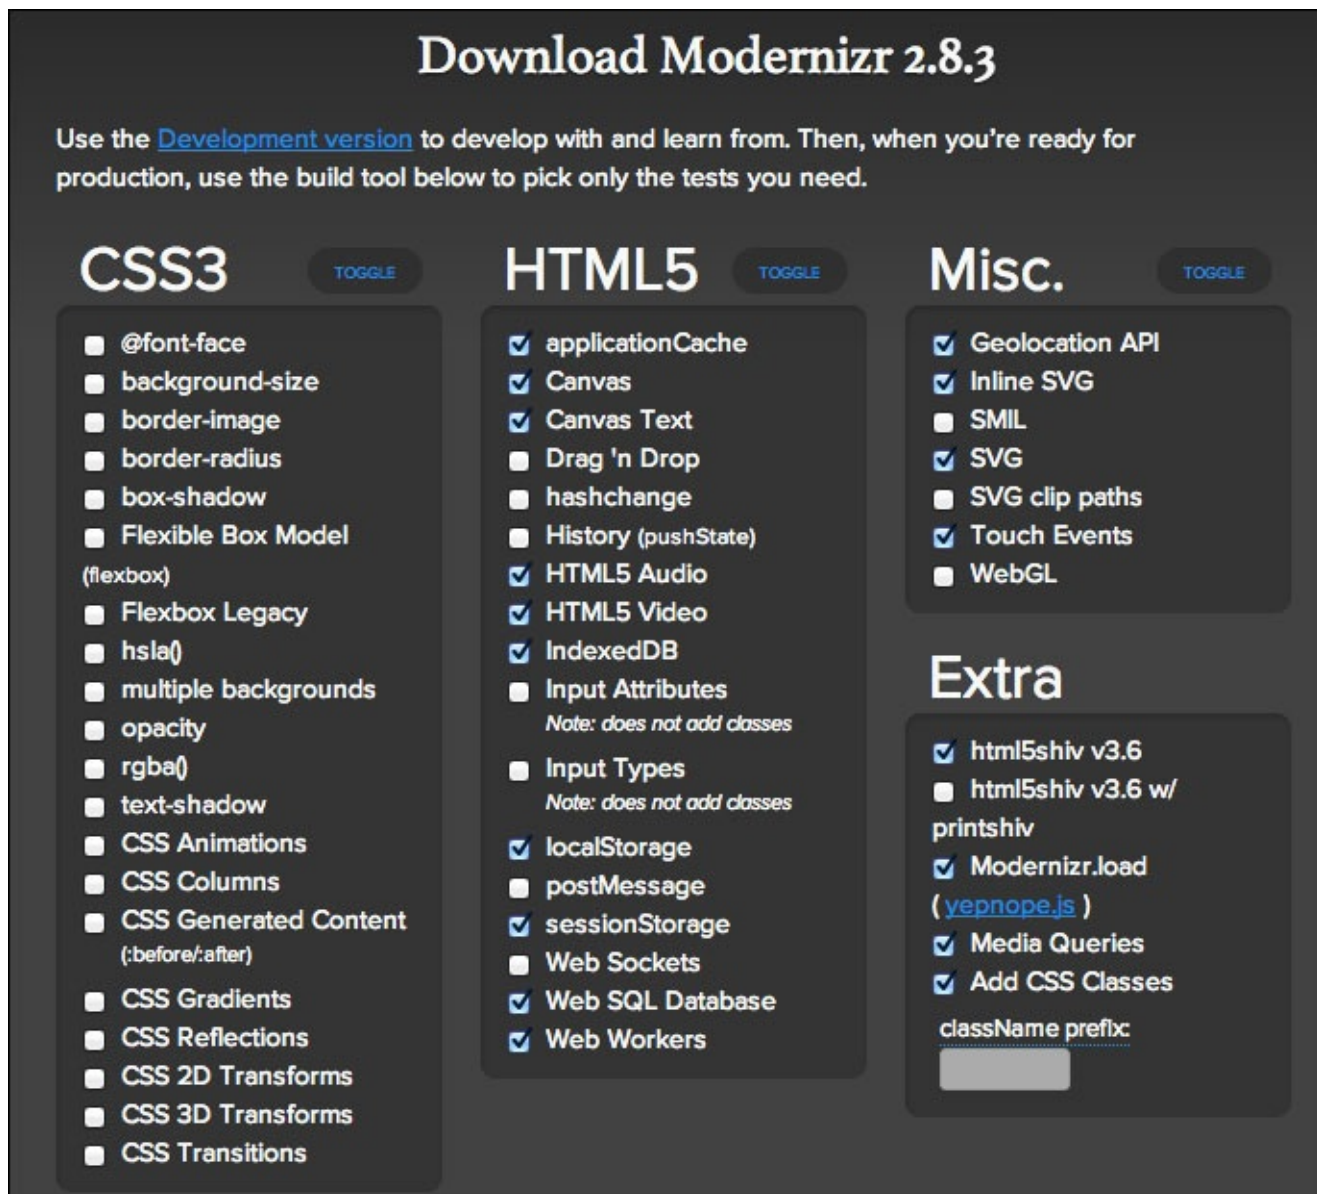 Download Modernizr 2.8.3
Use the Development version to develop with and learn from. Then, when you're ready for
production, use the build tool below to pick only the tests you need.
CSS3 TOGGLE
@font-face
background-size
border-image
border-radius
box-shadow
Flexible Box Model
(flexbox)
Flexbox Legacy
hsla()
multiple backgrounds
opacity
rgba()
text-shadow
CSS Animations
CSS Columns
CSS Generated Content
(:before/:after)
CSS Gradients
CSS Reflections
CSS 2D Transforms
CSS 3D Transforms
CSS Transitions
HTML5 TOGGLE
applicationCache
Canvas
Canvas Text
Drag 'n Drop
hashchange
History (pushState)
HTML5 Audio
HTML5 Video
IndexedDB
Input Attributes
Note: does not add classes
Input Types
Note: does not add classes
localStorage
postMessage
sessionStorage
Web Sockets
Web SQL Database
Web Workers
Misc. TOGGLE
Geolocation API
Inline SVG
SMIL
SVG
SVG clip paths
Touch Events
WebGL
Extra
html5shiv v3.6
html5shiv v3.6 w/
printshiv
Modernizr.load
( yepnope.js )
Media Queries
Add CSS Classes
className prefix: